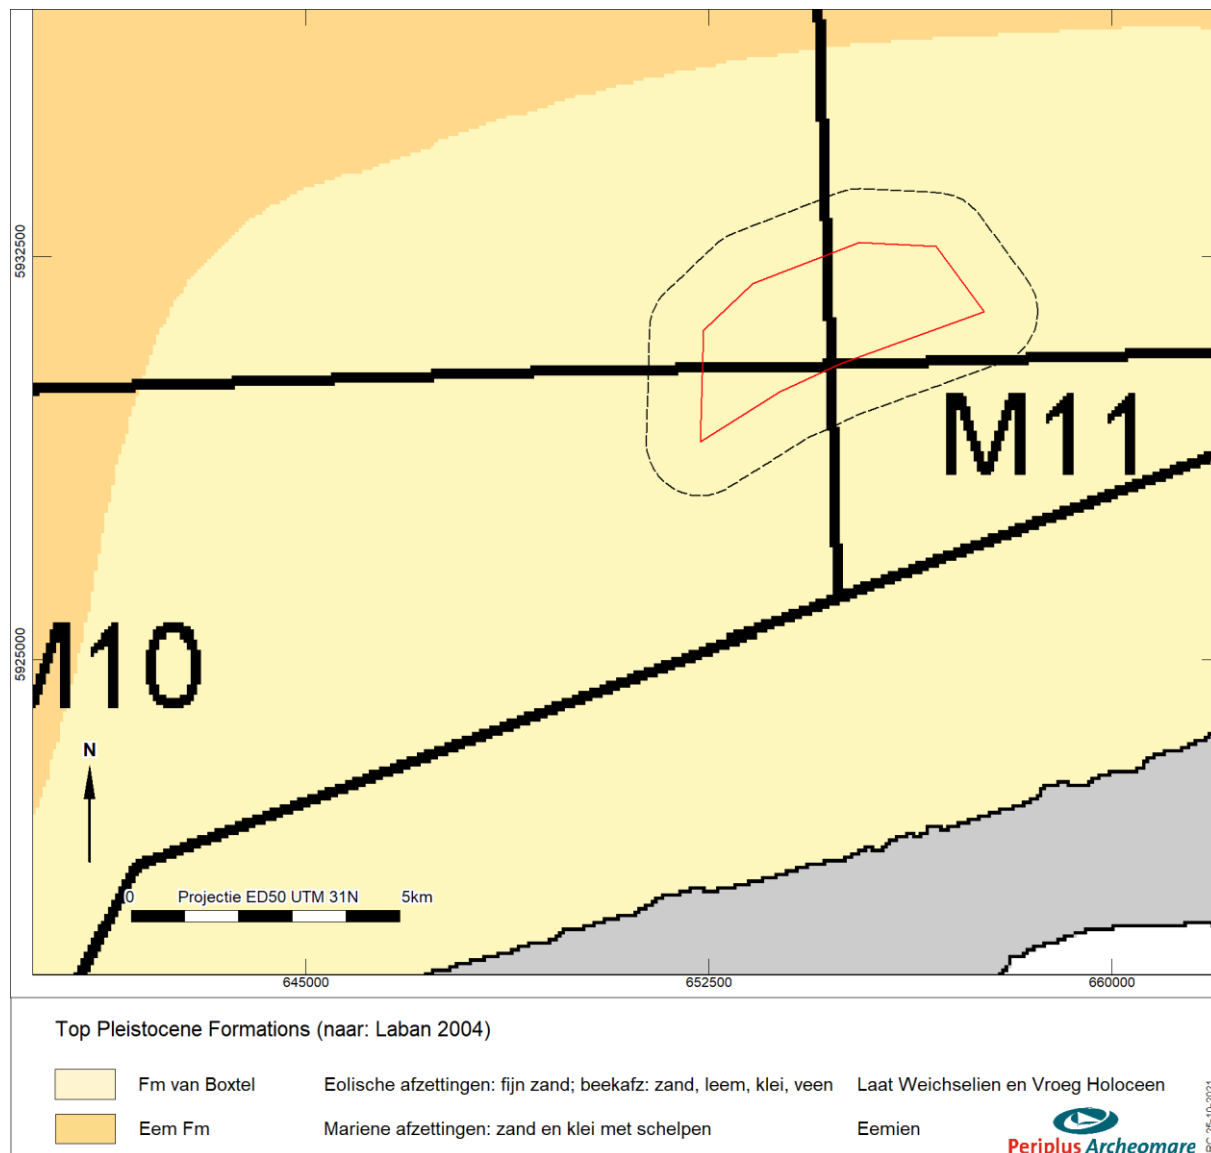 5932500
M11
5925000
M10
N
0 Projectie ED50 UTM 31N 5km
645000 652500 660000
Top Pleistocene Formations (naar: Laban 2004)
Fm van Boxtel Eolische afzettingen: fijn zand; beekafz: zand, leem, klei, veen Laat Weichselien en Vroeg Holoceen
Eem Fm Mariene afzettingen: zand en klei met schelpen Eemien
Periplus Archeomare